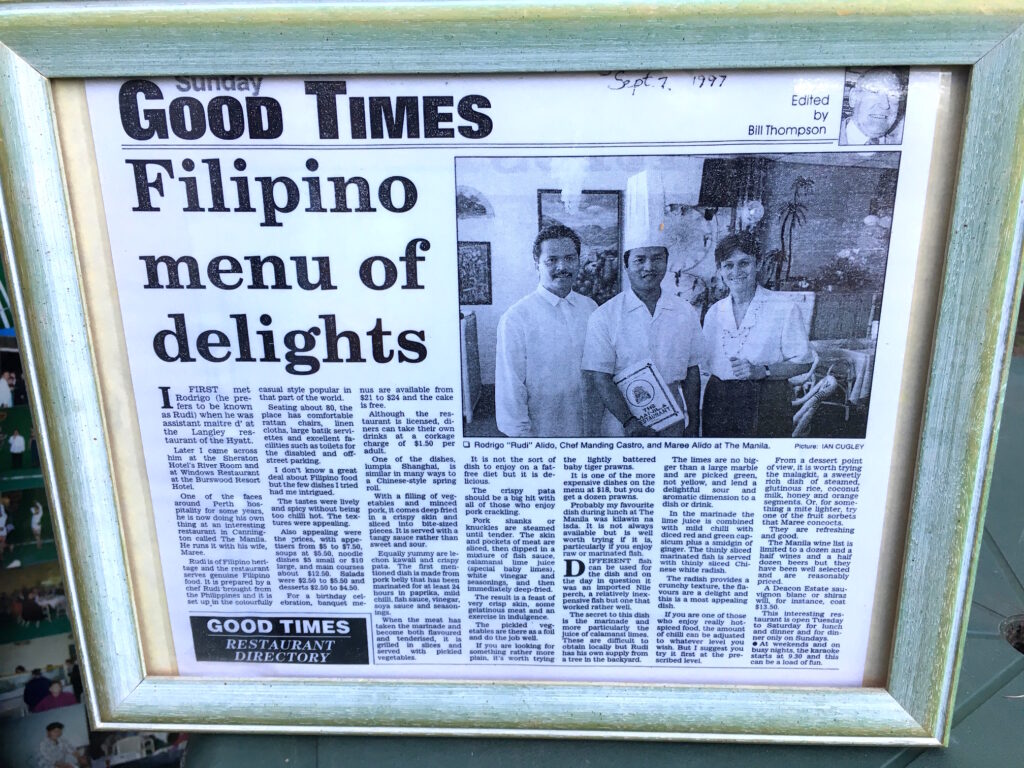 Sunday
GOOD TIMES
Sept. 7. 1997
Edited
by
Bill Thompson
Filipino
menu of
delights
❑ Rodrigo "Rudi" Alido, Chef Manding Castro, and Maree Alido at The Manila.
Picture: IAN CUGLEY
I FIRST met
Rodrigo (he pre-
fers to be known
as Rudi) when he was
assistant maitre d' at
the Langley res-
taurant of the Hyatt.
Later I came across
him at the Sheraton
Hotel's River Room and
at Windows Restaurant
at the Burswood Resort
Hotel.
One of the faces
around Perth hos-
pitality for some years,
he is now doing his own
thing at an interesting
restaurant in Canning-
ton called The Manila.
He runs it with his wife,
Maree.
Rudi is of Filipino her-
itage and the restaurant
serves genuine Filipino
food. It is prepared by a
chef Rudi brought from
the Philippines and it is
set up in the colourfully
casual style popular in
that part of the world.
Seating about 80, the
place has comfortable
rattan chairs, linen
cloths, large batik servi-
ettes and excellent fa-
cilities such as toilets for
the disabled and off-
street parking.
I don't know a great
deal about Filipino food
but the few dishes I tried
had me intrigued.
The tastes were lively
and spicy without being
too chilli hot. The tex-
tures were appealing.
Also appealing were
the prices, with appe-
tisers from $5 to $7.50,
soups at $5.50, noodle
dishes $5 small or $10
large, and main courses
about $12.50. Salads
were $2.50 to $5.50 and
desserts $2.50 to $4.50.
For a birthday cel-
ebration, banquet me-
nus are available from
$21 to $24 and the cake
is free.
Although the res-
taurant is licensed, di-
ners can take their own
drinks at a corkage
charge of $1.50 per
adult.
One of the dishes,
lumpia Shanghai, is
similar in many ways to
a Chinese-style spring
roll.
With a filling of veg-
etables and minced
pork, it comes deep fried
in a crispy skin and
sliced into bite-sized
pieces. It is served with a
tangy sauce rather than
sweet and sour.
Equally yummy are le-
chon kawali and crispy
pata. The first men-
tioned dish is made from
pork belly that has been
marinated for at least 24
hours in paprika, mild
chilli, fish sauce, vinegar,
soya sauce and season-
ings.
When the meat has
taken the marinade and
become both flavoured
and tenderised, it is
grilled in slices and
served with pickled
vegetables.
It is not the sort of
dish to enjoy on a fat-
free diet but it is de-
licious.
The crispy pata
should be a big hit with
all of those who enjoy
pork crackling.
Pork shanks or
knuckles are steamed
until tender. The skin
and pockets of meat are
sliced, then dipped in a
mixture of fish sauce,
calamansi lime juice
(special baby limes),
white vinegar and
seasonings, and then
immediately deep-fried.
The result is a feast of
very crisp skin, some
gelatinous meat and an
exercise in indulgence.
The pickled veg-
etables are there as a foil
and do the job well.
If you are looking for
something rather more
plain, it's worth trying
the lightly battered
baby tiger prawns.
It is one of the more
expensive dishes on the
menu at $18, but you do
get a dozen prawns.
Probably my favourite
dish during lunch at The
Manila was kilawin na
isda. It is not always
available but is well
worth trying if it is,
particularly if you enjoy
raw or marinated fish.
DIFFERENT fish
can be used for
the dish and on
the day in question it
was an imported Nile
perch, a relatively inex-
pensive fish but one that
worked rather well.
The secret to this dish
is the marinade and
more particularly the
juice of calamansi limes.
These are difficult to
obtain locally but Rudi
has his own supply from
a tree in the backyard.
The limes are no big-
ger than a large marble
and are picked green,
not yellow, and lend a
delightful sour and
aromatic dimension to a
dish or drink.
In the marinade the
lime juice is combined
with mild chilli with
diced red and green cap-
sicum plus a smidgin of
ginger. The thinly sliced
marinated fish is served
with thinly sliced Chi-
nese white radish.
The radish provides a
crunchy texture, the fla-
vours are a delight and
this is a most appealing
dish.
If you are one of those
who enjoy really hot-
spiced food, the amount
of chilli can be adjusted
to whatever level you
wish. But I suggest you
try it first at the pre-
scribed level.
From a dessert point
of view, it is worth trying
the malagkit, a sweetly
rich dish of steamed,
glutinous rice, coconut
milk, honey and orange
segments. Or, for some-
thing a mite lighter, try
one of the fruit sorbets
that Maree concocts.
They are refreshing
and good.
The Manila wine list is
limited to a dozen and a
half wines and a half
dozen beers but they
have been well selected
and are reasonably
priced.
A Deacon Estate sau-
vignon blanc or shiraz
will, for instance, cost
$13.50.
This interesting res-
taurant is open Tuesday
to Saturday for lunch
and dinner and for din-
ner only on Sundays.
● At weekends and on
busy nights, the karaoke
starts at 9.30 and this
can be a load of fun.
GOOD TIMES
RESTAURANT
DIRECTORY